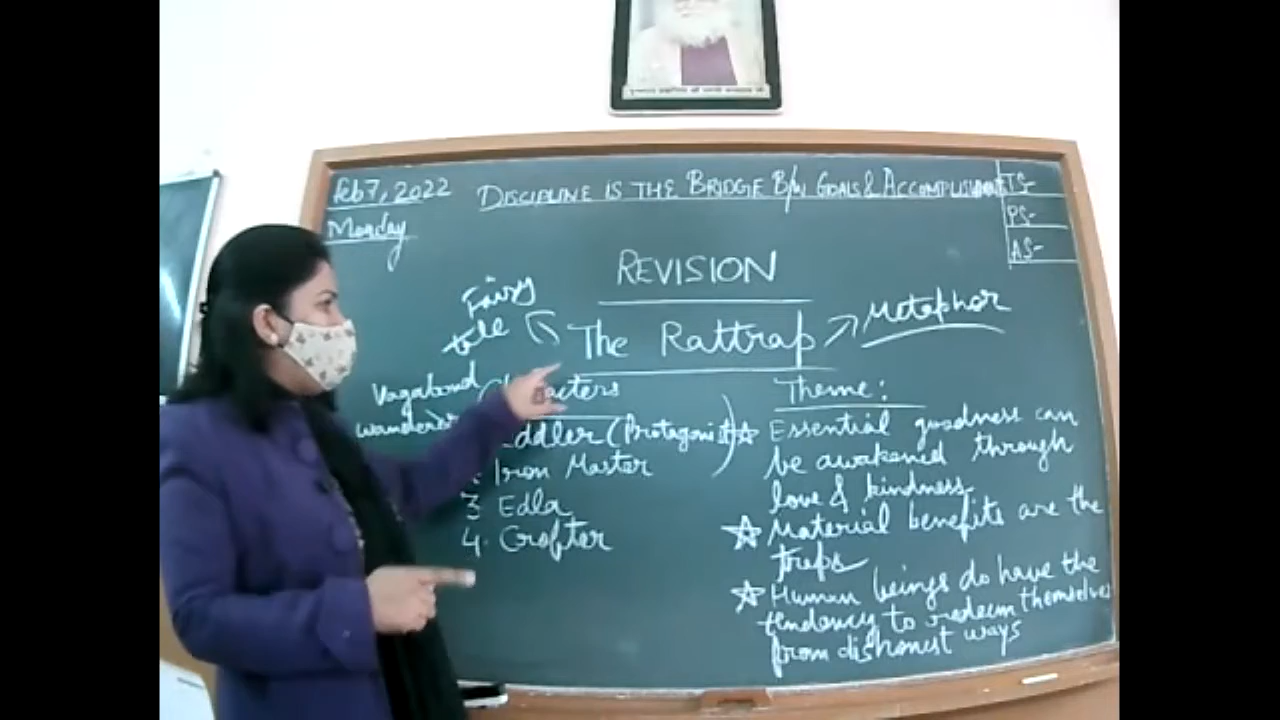 Feb 7, 2022
Monday
DISCIPLINE IS THE BRIDGE B/W GOALS & ACCOMPLISHMENTS
TS-
PS-
AS-
REVISION
Fairy
tale
The Rattrap
Metaphor
Vagabond
wanderer
Characters
Peddler (Protagonist)
Iron Master
3 Edla
4. Crofter
Theme:
☆ Essential goodness can
be awakened through
love & kindness
☆ Material benefits are the
traps
☆ Human beings do have the
tendency to redeem themselves
from dishonest ways